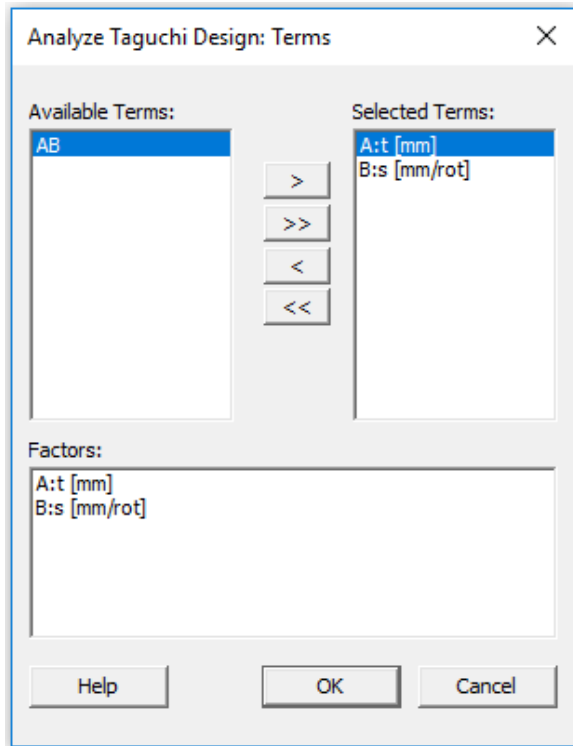 Analyze Taguchi Design: Terms
Available Terms:
AB
>
>>
<
<<
Selected Terms:
A:t [mm]
B:s [mm/rot]
Factors:
A:t [mm]
B:s [mm/rot]
Help
OK
Cancel